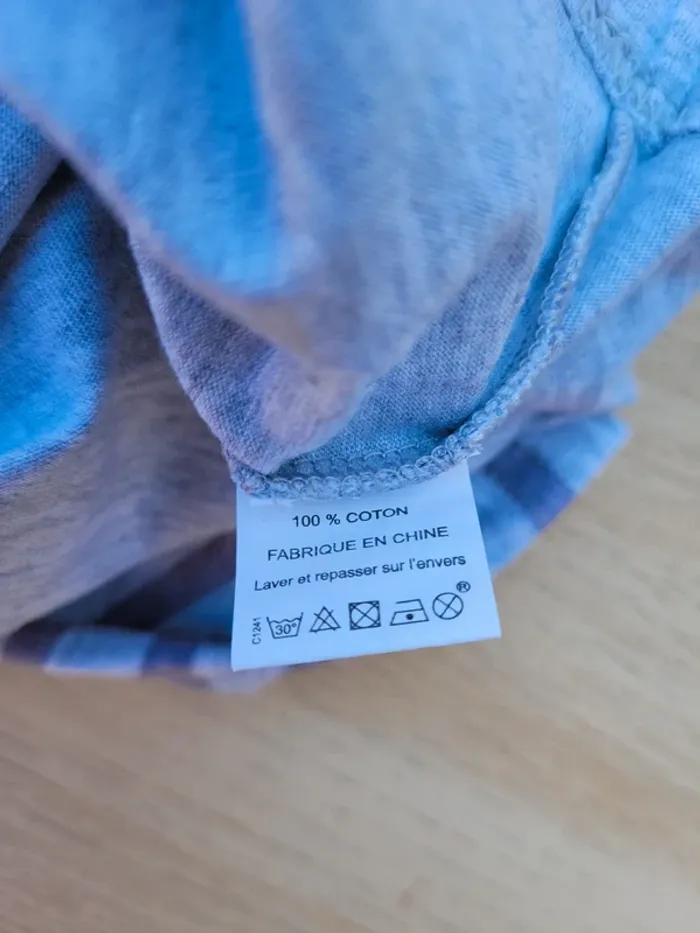 100 % COTON
FABRIQUE EN CHINE
Laver et repasser sur l'envers
C1241 30° ®